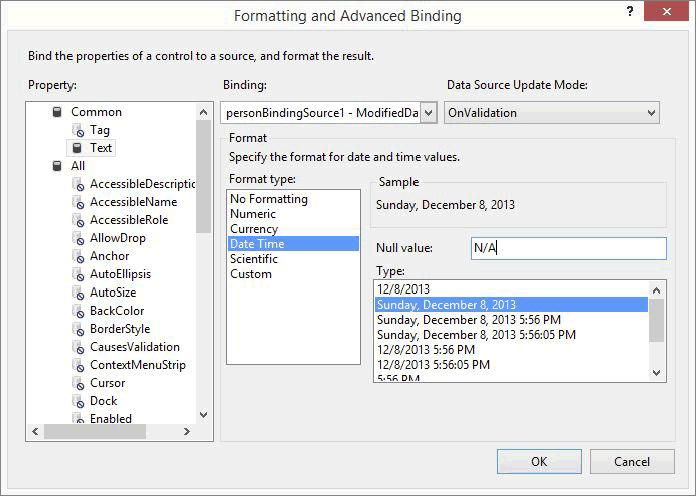 Formatting and Advanced Binding
?
Bind the properties of a control to a source, and format the result.
Property:
Common
Tag
Text
All
AccessibleDescriptic
AccessibleName
AccessibleRole
AllowDrop
Anchor
AutoEllipsis
AutoSize
BackColor
BorderStyle
CausesValidation
ContextMenuStrip
Cursor
Dock
Enabled
Binding:
personBindingSource1 - ModifiedDa
Data Source Update Mode:
OnValidation
Format
Specify the format for date and time values.
Format type:
No Formatting
Numeric
Currency
Date Time
Scientific
Custom
Sample
Sunday, December 8, 2013
Null value:
N/A
Type:
12/8/2013
Sunday, December 8, 2013
Sunday, December 8, 2013 5:56 PM
Sunday, December 8, 2013 5:56:05 PM
12/8/2013 5:56 PM
12/8/2013 5:56:05 PM
5:56 PM
OK
Cancel